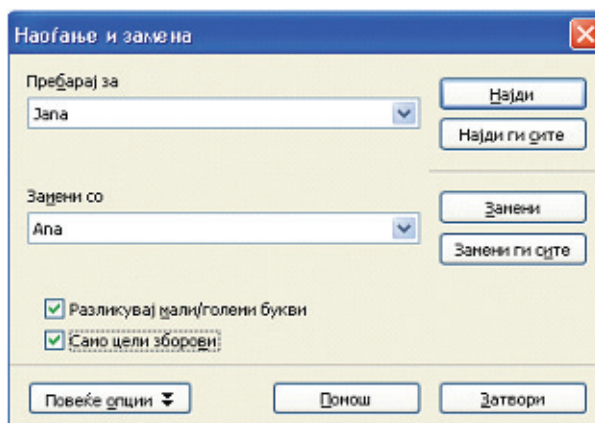 Наоѓање и замена
Пребарај за
Jana
Најди
Најди ги сите
Замени со
Ana
Замени
Замени ги сите
Разликувај мали/големи букви
Само цели зборови
Повеќе опции
Помош
Затвори